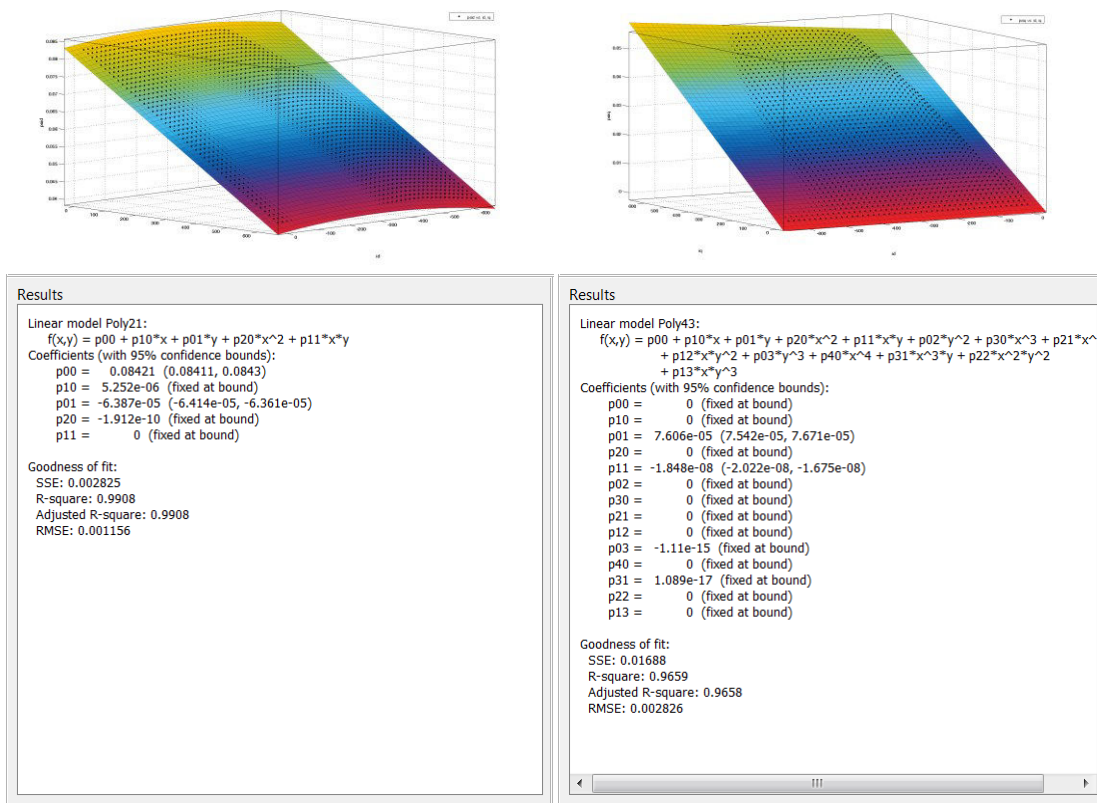 Results
Linear model Poly21:
f(x,y) = p00 + p10*x + p01*y + p20*x^2 + p11*x*y
Coefficients (with 95% confidence bounds):
p00 = 0.08421 (0.08411, 0.0843)
p10 = 5.252e-06 (fixed at bound)
p01 = -6.387e-05 (-6.414e-05, -6.361e-05)
p20 = -1.912e-10 (fixed at bound)
p11 = 0 (fixed at bound)
Goodness of fit:
SSE: 0.002825
R-square: 0.9908
Adjusted R-square: 0.9908
RMSE: 0.001156
Results
Linear model Poly43:
f(x,y) = p00 + p10*x + p01*y + p20*x^2 + p11*x*y + p02*y^2 + p30*x^3 + p21*x^
+ p12*x*y^2 + p03*y^3 + p40*x^4 + p31*x^3*y + p22*x^2*y^2
+ p13*x*y^3
Coefficients (with 95% confidence bounds):
p00 = 0 (fixed at bound)
p10 = 0 (fixed at bound)
p01 = 7.606e-05 (7.542e-05, 7.671e-05)
p20 = 0 (fixed at bound)
p11 = -1.848e-08 (-2.022e-08, -1.675e-08)
p02 = 0 (fixed at bound)
p30 = 0 (fixed at bound)
p21 = 0 (fixed at bound)
p12 = 0 (fixed at bound)
p03 = -1.11e-15 (fixed at bound)
p40 = 0 (fixed at bound)
p31 = 1.089e-17 (fixed at bound)
p22 = 0 (fixed at bound)
p13 = 0 (fixed at bound)
Goodness of fit:
SSE: 0.01688
R-square: 0.9659
Adjusted R-square: 0.9658
RMSE: 0.002826